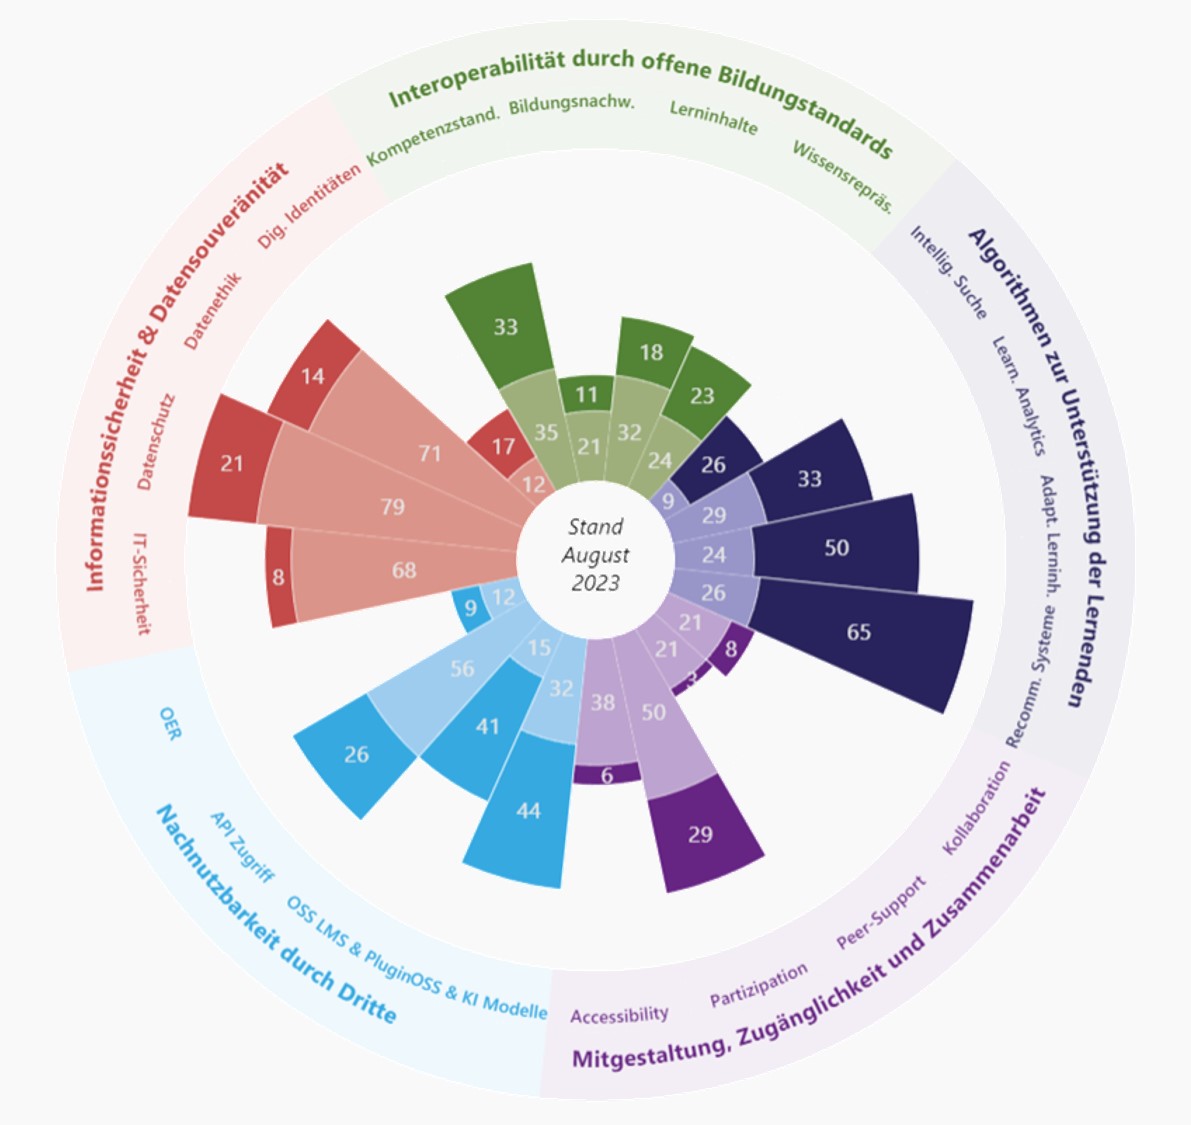 Interoperabilität durch offene Bildungstandards
Kompetenzstand.
Bildungsnachw.
Lerninhalte
Wissensrepräs.
33
35
11
21
18
32
23
24
Algorithmen zur Unterstützung der Lernenden
Intellig. Suche
Learn. Analytics
Adapt. Lerninh.
Recomm. Systeme
26
9
33
29
50
24
65
26
Mitgestaltung, Zugänglichkeit und Zusammenarbeit
Kollaboration
Peer-Support
Partizipation
Accessibility
21
8
21
3
50
29
38
6
Nachnutzbarkeit durch Dritte
OSS & KI Modelle
OSS LMS & Plugin
API Zugriff
OER
32
44
15
41
56
26
12
9
Informationssicherheit & Datensouveränität
IT-Sicherheit
Datenschutz
Datenethik
Dig. Identitäten
68
8
79
21
71
14
12
17
Stand
August
2023